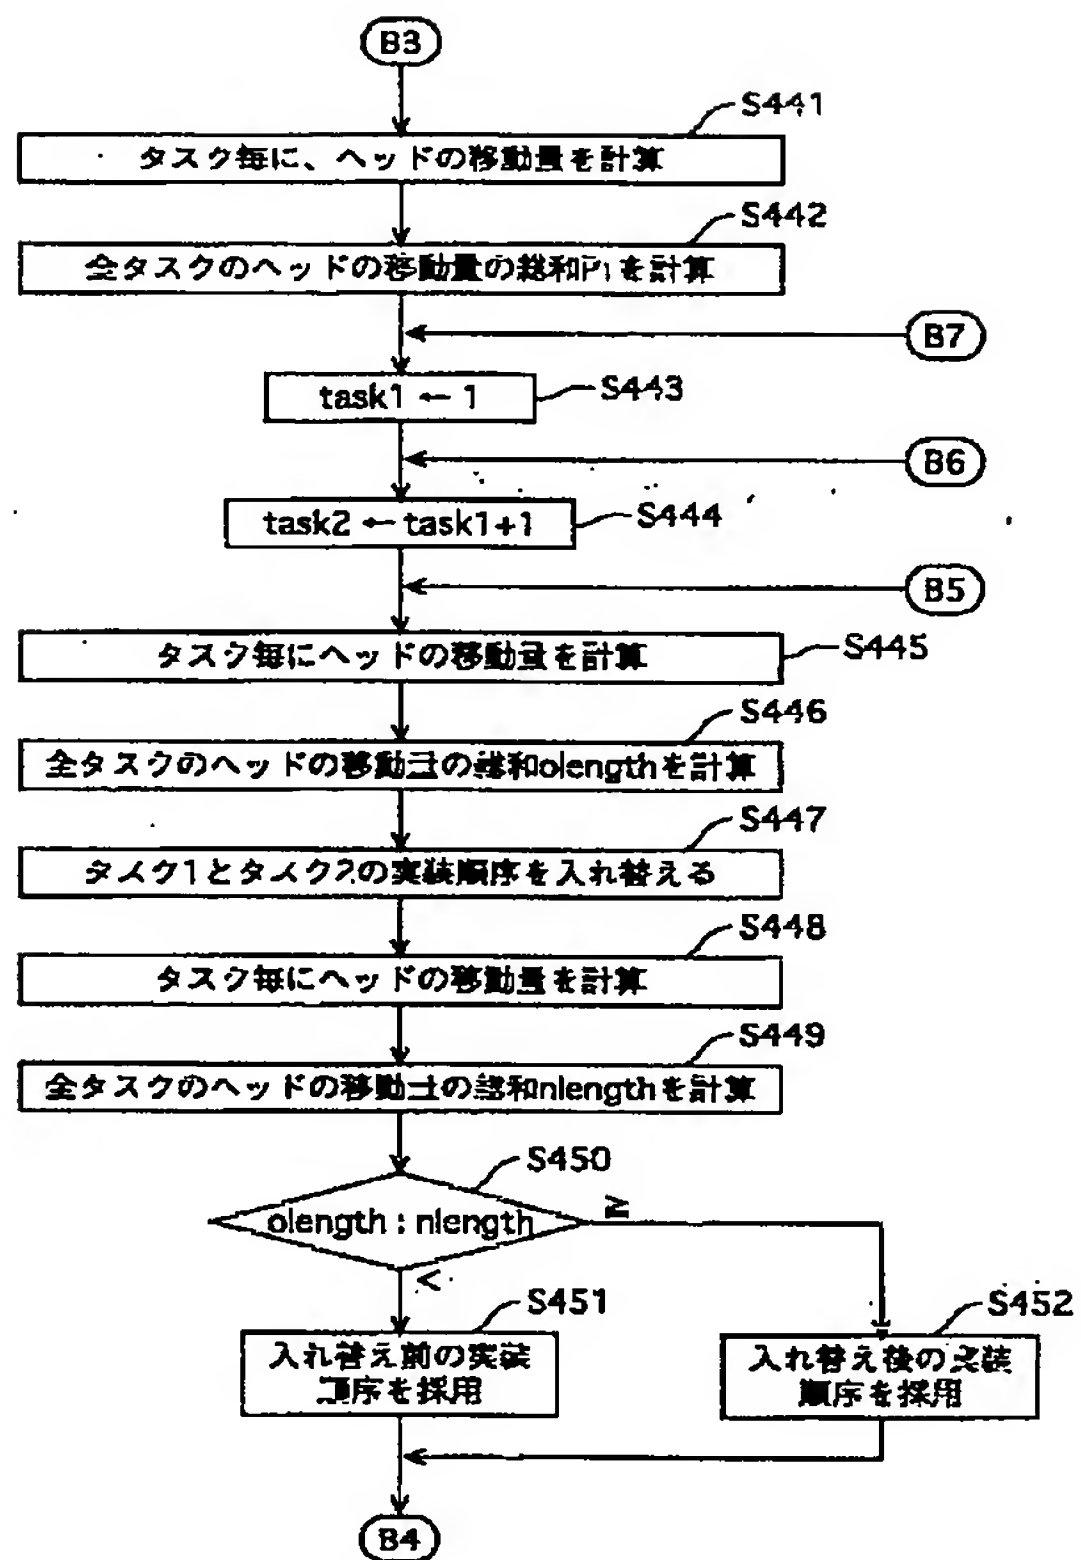 B3
S441
タスク毎に、ヘッドの移動量を計算
S442
全タスクのヘッドの移動量の総和P1を計算
B7
task1 ← 1
S443
B6
task2 ← task1+1
S444
B5
タスク毎にヘッドの移動量を計算
S445
S446
全タスクのヘッドの移動量の総和olengthを計算
S447
タスク1とタスク2の実装順序を入れ替える
S448
タスク毎にヘッドの移動量を計算
S449
全タスクのヘッドの移動量の総和nlengthを計算
S450
olength : nlength
≧
<
S451
入れ替え前の実装
順序を採用
S452
入れ替え後の実装
順序を採用
B4